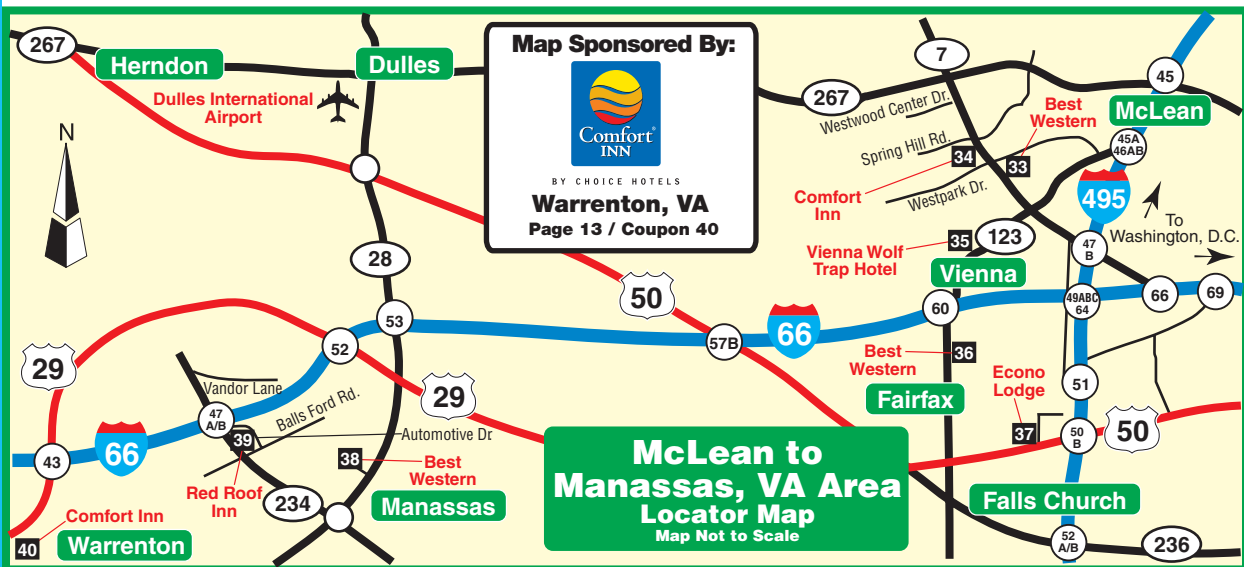 267
Herndon
Dulles
Dulles International
Airport
N
Map Sponsored By:
Comfort
INN
BY CHOICE HOTELS
Warrenton, VA
Page 13 / Coupon 40
7
267
45
McLean
Westwood Center Dr.
Best
Western
Spring Hill Rd.
34
33
45A
46AB
Comfort
Inn
Westpark Dr.
495
To
Washington, D.C.
35
123
47
B
Vienna Wolf
Trap Hotel
Vienna
28
50
60
49ABC
64
66
69
53
52
57B
66
29
Vandor Lane
29
Best
Western
36
Fairfax
Econo
Lodge
51
47
A/B
Balls Ford Rd.
39
Automotive Dr
37
50
B
50
43
66
38
Best
Western
Red Roof
Inn
234
Manassas
McLean to
Manassas, VA Area
Locator Map
Map Not to Scale
Falls Church
Comfort Inn
40
Warrenton
52
A/B
236